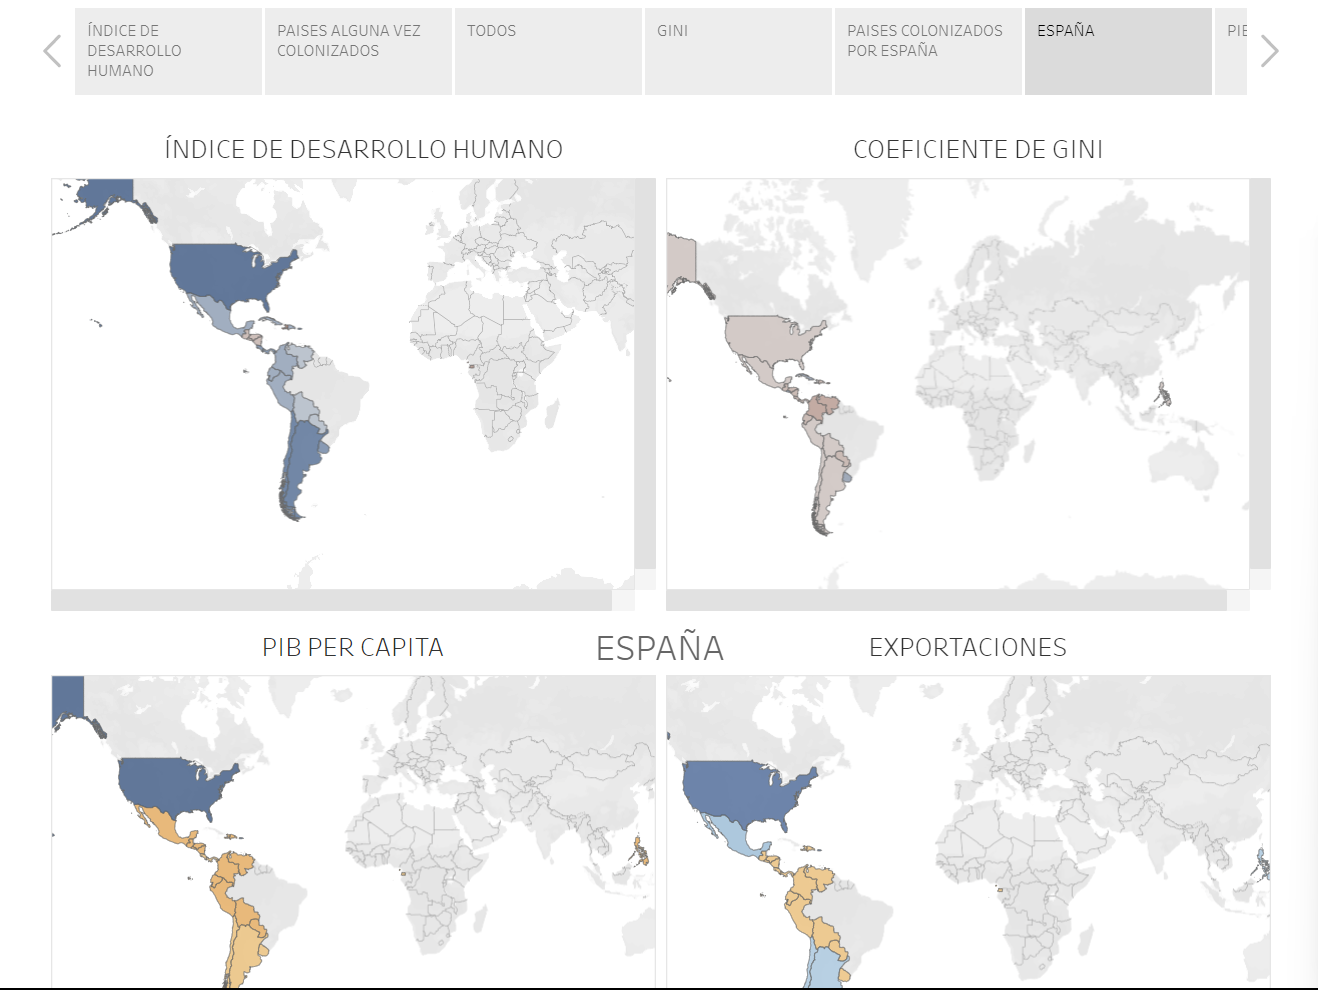 ÍNDICE DE
DESARROLLO
HUMANO
PAISES ALGUNA VEZ
COLONIZADOS
TODOS
GINI
PAISES COLONIZADOS
POR ESPAÑA
ESPAÑA
ÍNDICE DE DESARROLLO HUMANO
COEFICIENTE DE GINI
PIB PER CAPITA
ESPAÑA
EXPORTACIONES